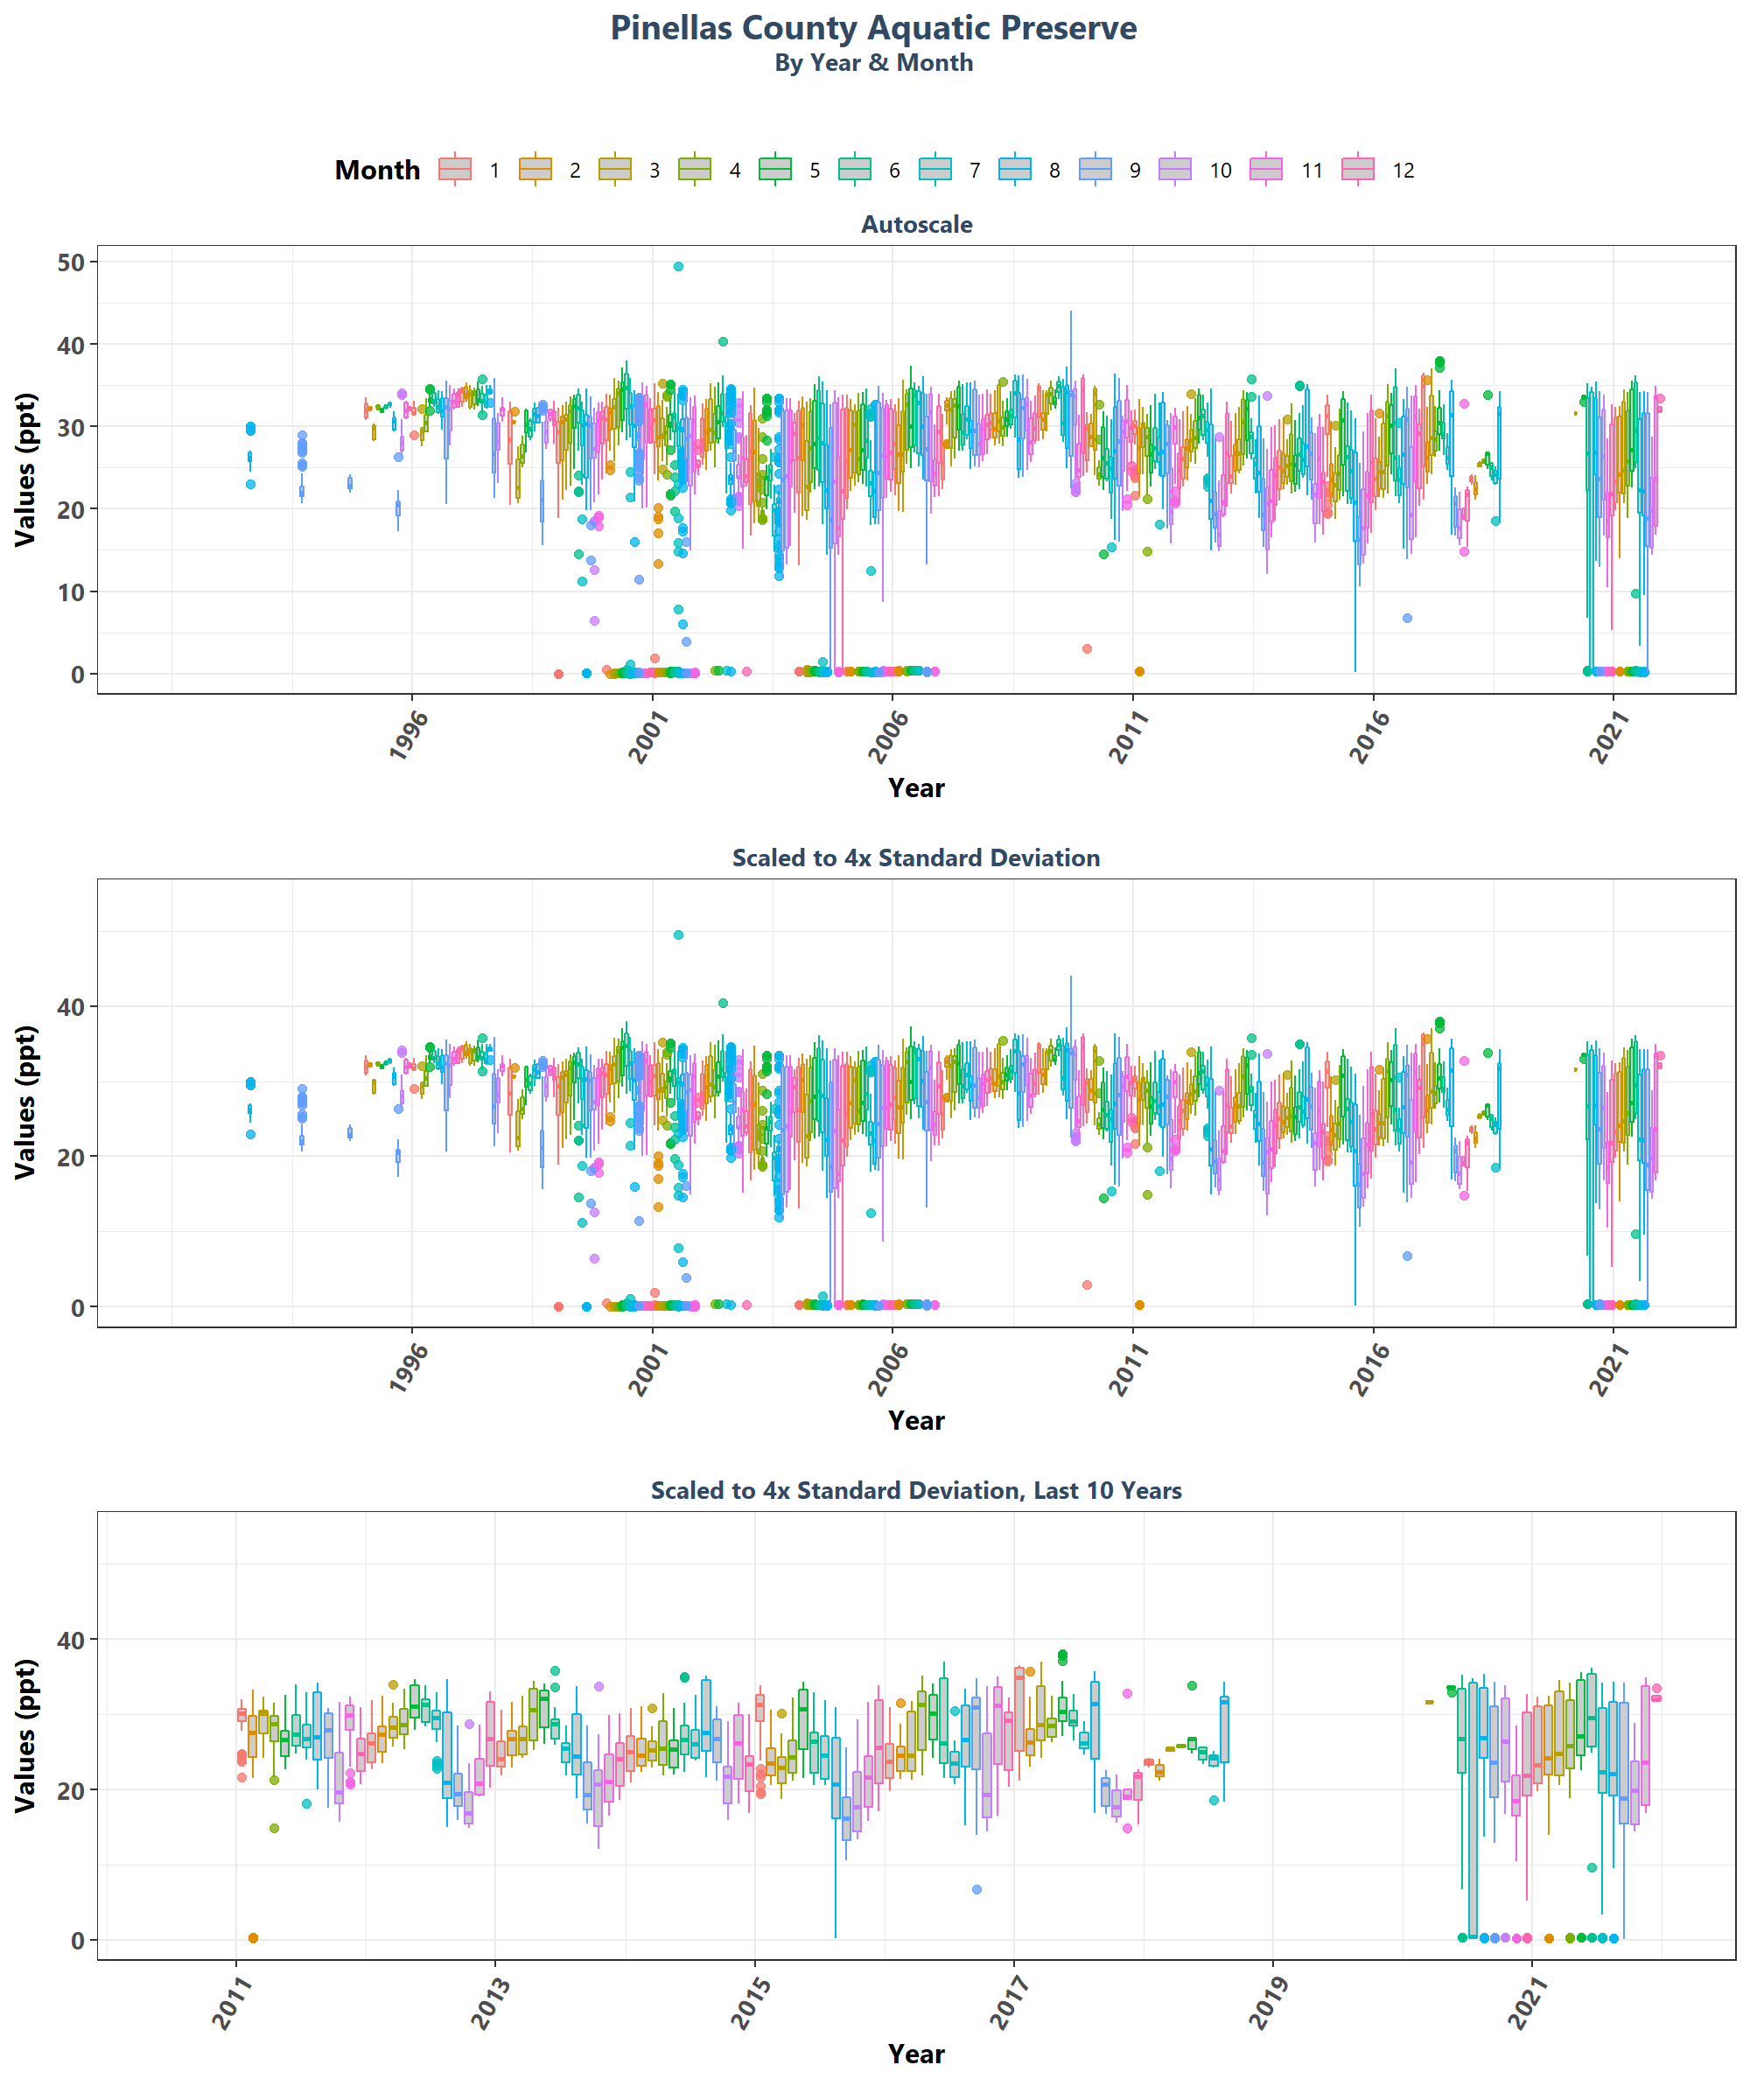 Pinellas County Aquatic Preserve
By Year & Month
Month 1 2 3 4 5 6 7 8 9 10 11 12
Autoscale
Values (ppt)
50
40
30
20
10
0
1996 2001 2006 2011 2016 2021
Year
Scaled to 4x Standard Deviation
Values (ppt)
40
20
0
1996 2001 2006 2011 2016 2021
Year
Scaled to 4x Standard Deviation, Last 10 Years
Values (ppt)
40
20
0
2011 2013 2015 2017 2019 2021
Year